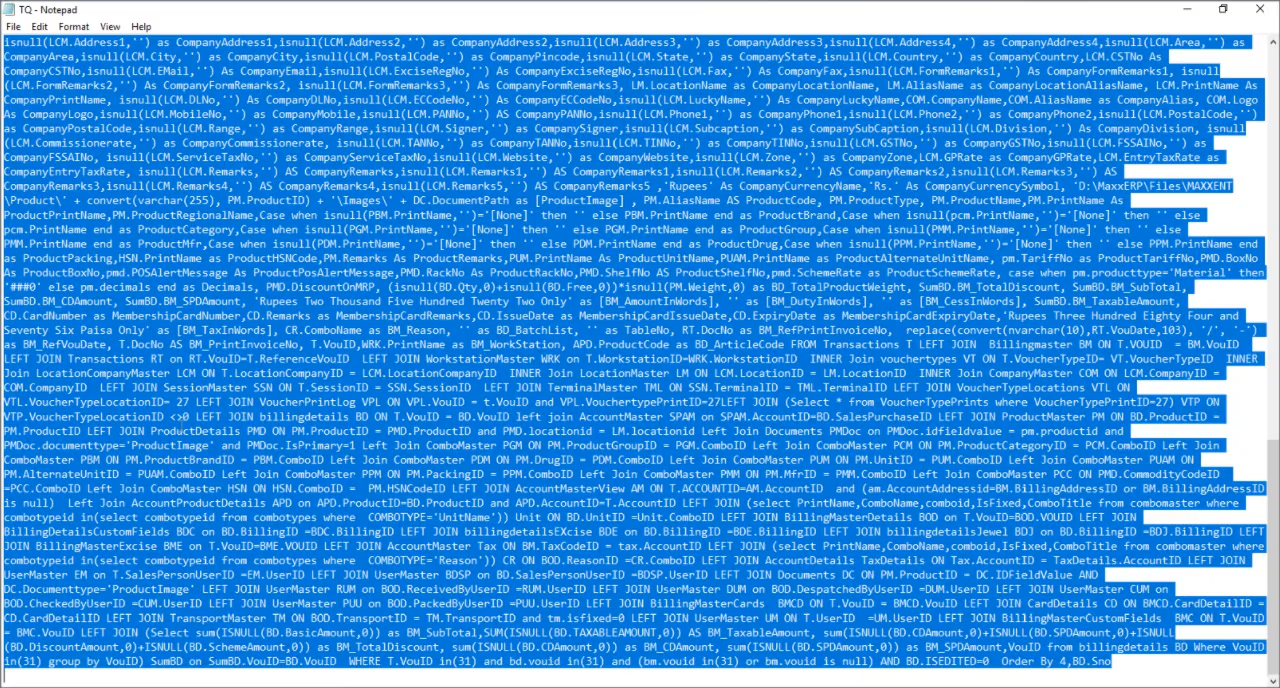 TQ - Notepad
File Edit Format View Help
isnull(LCM.Address1,'') as CompanyAddress1,isnull(LCM.Address2,'') as CompanyAddress2,isnull(LCM.Address3,'') as CompanyAddress3,isnull(LCM.Address4,'') as CompanyAddress4,isnull(LCM.Area,'') as
CompanyArea,isnull(LCM.City,'') as CompanyCity,isnull(LCM.PostalCode,'') as CompanyPincode,isnull(LCM.State,'') as CompanyState,isnull(LCM.Country,'') as CompanyCountry,LCM.CSTNo As
CompanyCSTNo,isnull(LCM.EMail,'') As CompanyEmail,isnull(LCM.ExciseRegNo,'') As CompanyExciseRegNo,isnull(LCM.Fax,'') As CompanyFax,isnull(LCM.FormRemarks1,'') As CompanyFormRemarks1, isnull
(LCM.FormRemarks2,'') As CompanyFormRemarks2, isnull(LCM.FormRemarks3,'') As CompanyFormRemarks3, LM.LocationName as CompanyLocationName, LM.AliasName as CompanyLocationAliasName, LCM.PrintName As
CompanyPrintName, isnull(LCM.DLNo,'') As CompanyDLNo,isnull(LCM.ECCodeNo,'') As CompanyECCodeNo,isnull(LCM.LuckyName,'') As CompanyLuckyName,COM.CompanyName,COM.AliasName as CompanyAlias, COM.Logo
As CompanyLogo,isnull(LCM.MobileNo,'') as CompanyMobile,isnull(LCM.PANNo,'') AS CompanyPANNo,isnull(LCM.Phone1,'') as CompanyPhone1,isnull(LCM.Phone2,'') as CompanyPhone2,isnull(LCM.PostalCode,'')
as CompanyPostalCode,isnull(LCM.Range,'') as CompanyRange,isnull(LCM.Signer,'') as CompanySigner,isnull(LCM.Subcaption,'') as CompanySubCaption,isnull(LCM.Division,'') As CompanyDivision, isnull
(LCM.Commissionerate,'') as CompanyCommissionerate, isnull(LCM.TANNo,'') as CompanyTANNo,isnull(LCM.TINNo,'') as CompanyTINNo,isnull(LCM.GSTNo,'') as CompanyGSTNo,isnull(LCM.FSSAINo,'') as
CompanyFSSAINo, isnull(LCM.ServiceTaxNo,'') as CompanyServiceTaxNo,isnull(LCM.Website,'') as CompanyWebsite,isnull(LCM.Zone,'') as CompanyZone,LCM.GPRate as CompanyGPRate,LCM.EntryTaxRate as
CompanyEntryTaxRate, isnull(LCM.Remarks,'') AS CompanyRemarks,isnull(LCM.Remarks1,'') AS CompanyRemarks1,isnull(LCM.Remarks2,'') AS CompanyRemarks2,isnull(LCM.Remarks3,'') AS
CompanyRemarks3,isnull(LCM.Remarks4,'') AS CompanyRemarks4,isnull(LCM.Remarks5,'') AS CompanyRemarks5 ,'Rupees' As CompanyCurrencyName,'Rs.' As CompanyCurrencySymbol, 'D:\MaxxERP\Files\MAXXENT
\Product\' + convert(varchar(255), PM.ProductID) + '\Images\' + DC.DocumentPath as [ProductImage] , PM.AliasName AS ProductCode, PM.ProductType, PM.ProductName,PM.PrintName As
ProductPrintName,PM.ProductRegionalName,Case when isnull(PBM.PrintName,'')='[None]' then '' else PBM.PrintName end as ProductBrand,Case when isnull(pcm.PrintName,'')='[None]' then '' else
pcm.PrintName end as ProductCategory,Case when isnull(PGM.PrintName,'')='[None]' then '' else PGM.PrintName end as ProductGroup,Case when isnull(PMM.PrintName,'')='[None]' then '' else
PMM.PrintName end as ProductMfr,Case when isnull(PDM.PrintName,'')='[None]' then '' else PDM.PrintName end as ProductDrug,Case when isnull(PPM.PrintName,'')='[None]' then '' else PPM.PrintName end
as ProductPacking,HSN.PrintName as ProductHSNCode,PM.Remarks As ProductRemarks,PUM.PrintName As ProductUnitName,PUAM.PrintName as ProductAlternateUnitName, pm.TariffNo as ProductTariffNo,PMD.BoxNo
As ProductBoxNo,pmd.POSAlertMessage As ProductPosAlertMessage,PMD.RackNo As ProductRackNo,PMD.ShelfNo AS ProductShelfNo,pmd.SchemeRate as ProductSchemeRate, case when pm.producttype='Material' then
'###0' else pm.decimals end as Decimals, PMD.DiscountOnMRP, (isnull(BD.Qty,0)+isnull(BD.Free,0))*isnull(PM.Weight,0) as BD_TotalProductWeight, SumBD.BM_TotalDiscount, SumBD.BM_SubTotal,
SumBD.BM_CDAmount, SumBD.BM_SPDAmount, 'Rupees Two Thousand Five Hundred Twenty Two Only' as [BM_AmountInWords], '' as [BM_DutyInWords], '' as [BM_CessInWords], SumBD.BM_TaxableAmount,
CD.CardNumber as MembershipCardNumber,CD.Remarks as MembershipCardRemarks,CD.IssueDate as MembershipCardIssueDate,CD.ExpiryDate as MembershipCardExpiryDate,'Rupees Three Hundred Eighty Four and
Seventy Six Paisa Only' as [BM_TaxInWords], CR.ComboName as BM_Reason, '' as BD_BatchList, '' as TableNo, RT.DocNo as BM_RefPrintInvoiceNo,  replace(convert(nvarchar(10),RT.VouDate,103), '/', '-')
as BM_RefVouDate, T.DocNo AS BM_PrintInvoiceNo, T.VouID,WRK.PrintName as BM_WorkStation, APD.ProductCode as BD_ArticleCode FROM Transactions T LEFT JOIN  Billingmaster BM ON T.VOUID  = BM.VouID
LEFT JOIN Transactions RT on RT.VouID=T.ReferenceVouID  LEFT JOIN WorkstationMaster WRK on T.WorkstationID=WRK.WorkstationID  INNER Join vouchertypes VT ON T.VoucherTypeID= VT.VoucherTypeID  INNER
Join LocationCompanyMaster LCM ON T.LocationCompanyID = LCM.LocationCompanyID  INNER Join LocationMaster LM ON LCM.LocationID = LM.LocationID  INNER Join CompanyMaster COM ON LCM.CompanyID =
COM.CompanyID  LEFT JOIN SessionMaster SSN ON T.SessionID = SSN.SessionID  LEFT JOIN TerminalMaster TML ON SSN.TerminalID = TML.TerminalID LEFT JOIN VoucherTypeLocations VTL ON
VTL.VoucherTypeLocationID= 27 LEFT JOIN VoucherPrintLog VPL ON VPL.VouID = t.VouID and VPL.VouchertypePrintID=27LEFT JOIN (Select * from VoucherTypePrints where VoucherTypePrintID=27) VTP ON
VTP.VoucherTypeLocationID <>0 LEFT JOIN billingdetails BD ON T.VouID = BD.VouID left join AccountMaster SPAM on SPAM.AccountID=BD.SalesPurchaseID LEFT JOIN ProductMaster PM ON BD.ProductID =
PM.ProductID LEFT JOIN ProductDetails PMD ON PM.ProductID = PMD.ProductID and PMD.locationid = LM.locationid Left Join Documents PMDoc on PMDoc.idfieldvalue = pm.productid and
PMDoc.documenttype='ProductImage' and PMDoc.IsPrimary=1 Left Join ComboMaster PGM ON PM.ProductGroupID = PGM.ComboID Left Join ComboMaster PCM ON PM.ProductCategoryID = PCM.ComboID Left Join
ComboMaster PBM ON PM.ProductBrandID = PBM.ComboID Left Join ComboMaster PDM ON PM.DrugID = PDM.ComboID Left Join ComboMaster PUM ON PM.UnitID = PUM.ComboID Left Join ComboMaster PUAM ON
PM.AlternateUnitID = PUAM.ComboID Left Join ComboMaster PPM ON PM.PackingID = PPM.ComboID Left Join ComboMaster PMM ON PM.MfrID = PMM.ComboID Left Join ComboMaster PCC ON PMD.CommodityCodeID
=PCC.ComboID Left Join ComboMaster HSN ON HSN.ComboID =  PM.HSNCodeID LEFT JOIN AccountMasterView AM ON T.ACCOUNTID=AM.AccountID  and (am.AccountAddressid=BM.BillingAddressID or BM.BillingAddressID
is null)  Left Join AccountProductDetails APD on APD.ProductID=BD.ProductID and APD.AccountID=T.AccountID LEFT JOIN (select PrintName,ComboName,comboid,IsFixed,ComboTitle from combomaster where
combotypeid in(select combotypeid from combotypes where  COMBOTYPE='UnitName')) Unit ON BD.UnitID =Unit.ComboID LEFT JOIN BillingMasterDetails BOD on T.VouID=BOD.VOUID LEFT JOIN
BillingDetailsCustomFields BDC on BD.BillingID =BDC.BillingID LEFT JOIN billingdetailsEXcise BDE on BD.BillingID =BDE.BillingID LEFT JOIN billingdetailsJewel BDJ on BD.BillingID =BDJ.BillingID LEFT
JOIN BillingMasterExcise BME on T.VouID=BME.VOUID LEFT JOIN AccountMaster Tax ON BM.TaxCodeID = tax.AccountID LEFT JOIN (select PrintName,ComboName,comboid,IsFixed,ComboTitle from combomaster where
combotypeid in(select combotypeid from combotypes where  COMBOTYPE='Reason')) CR ON BOD.ReasonID =CR.ComboID LEFT JOIN AccountDetails TaxDetails ON Tax.AccountID = TaxDetails.AccountID LEFT JOIN
UserMaster EM on T.SalesPersonUserID =EM.UserID LEFT JOIN UserMaster BDSP on BD.SalesPersonUserID =BDSP.UserID LEFT JOIN Documents DC ON PM.ProductID = DC.IDFieldValue AND
DC.Documenttype='ProductImage' LEFT JOIN UserMaster RUM on BOD.ReceivedByUserID =RUM.UserID LEFT JOIN UserMaster DUM on BOD.DespatchedByUserID =DUM.UserID LEFT JOIN UserMaster CUM on
BOD.CheckedByUserID =CUM.UserID LEFT JOIN UserMaster PUU on BOD.PackedByUserID =PUU.UserID LEFT JOIN BillingMasterCards  BMCD ON T.VouID = BMCD.VouID LEFT JOIN CardDetails CD ON BMCD.CardDetailID =
CD.CardDetailID LEFT JOIN TransportMaster TM ON BOD.TransportID = TM.TransportID and tm.isfixed=0 LEFT JOIN UserMaster UM on T.UserID  =UM.UserID LEFT JOIN BillingMasterCustomFields  BMC ON T.VouID
= BMC.VouID LEFT JOIN (Select sum(ISNULL(BD.BasicAmount,0)) as BM_SubTotal,SUM(ISNULL(BD.TAXABLEAMOUNT,0)) AS BM_TaxableAmount, sum(ISNULL(BD.CDAmount,0)+ISNULL(BD.SPDAmount,0)+ISNULL
(BD.DiscountAmount,0)+ISNULL(BD.SchemeAmount,0)) as BM_TotalDiscount, sum(ISNULL(BD.CDAmount,0)) as BM_CDAmount, sum(ISNULL(BD.SPDAmount,0)) as BM_SPDAmount,VouID from billingdetails BD Where VouID
in(31) group by VouID) SumBD on SumBD.VouID=BD.VouID  WHERE T.VouID in(31) and bd.vouid in(31) and (bm.vouid in(31) or bm.vouid is null) AND BD.ISEDITED=0  Order By 4,BD.Sno